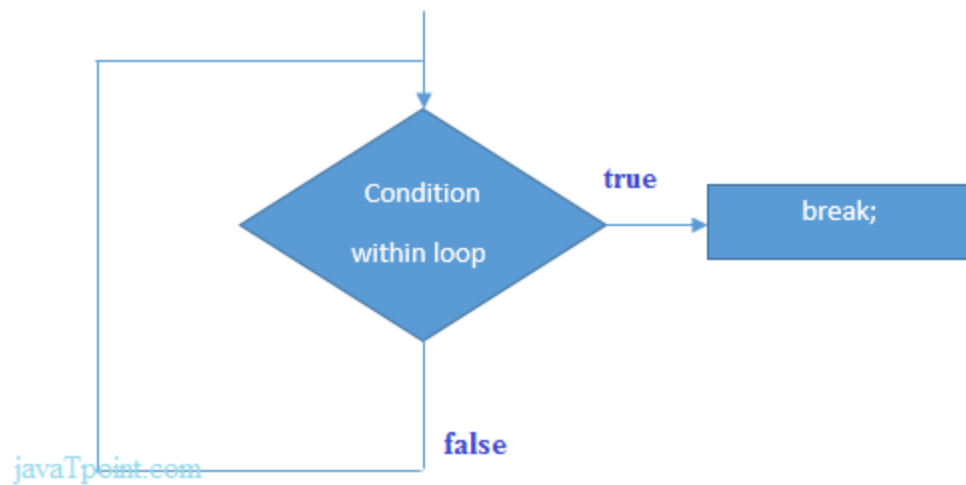 Condition
within loop
true
break;
false
javaTpoint.com